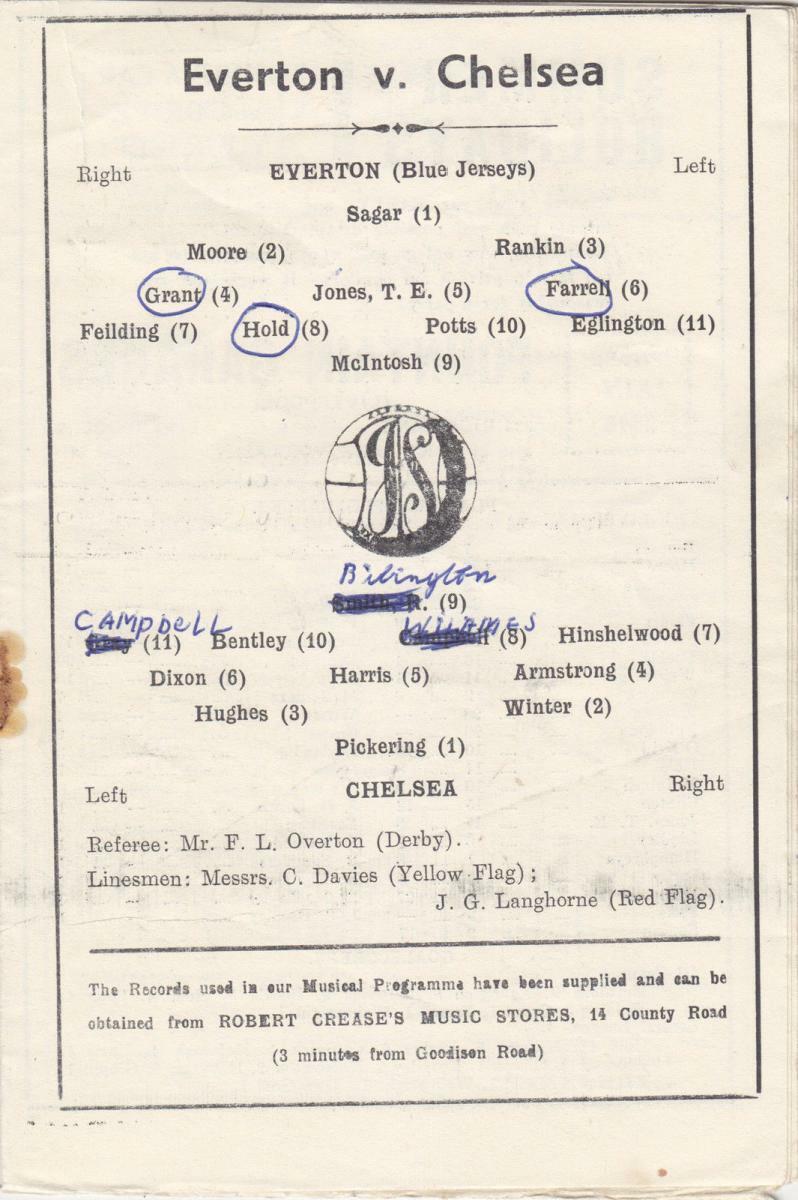 Everton v. Chelsea
Right EVERTON (Blue Jerseys) Left
Sagar (1)
Moore (2) Rankin (3)
Grant (4) Jones, T. E. (5) Farrell (6)
Feilding (7) Hold (8) Potts (10) Eglington (11)
McIntosh (9)
Bilington
Smith, R. (9)
CAMPbELL WILLIAMES
Gray (11) Bentley (10) Campbell (8) Hinshelwood (7)
Dixon (6) Harris (5) Armstrong (4)
Hughes (3) Winter (2)
Pickering (1)
Left CHELSEA Right
Referee: Mr. F. L. Overton (Derby).
Linesmen: Messrs. C. Davies (Yellow Flag) ;
J. G. Langhorne (Red Flag).
The Records used in our Musical Programme have been supplied and can be
obtained from ROBERT CREASE'S MUSIC STORES, 14 County Road
(3 minutes from Goodison Road)